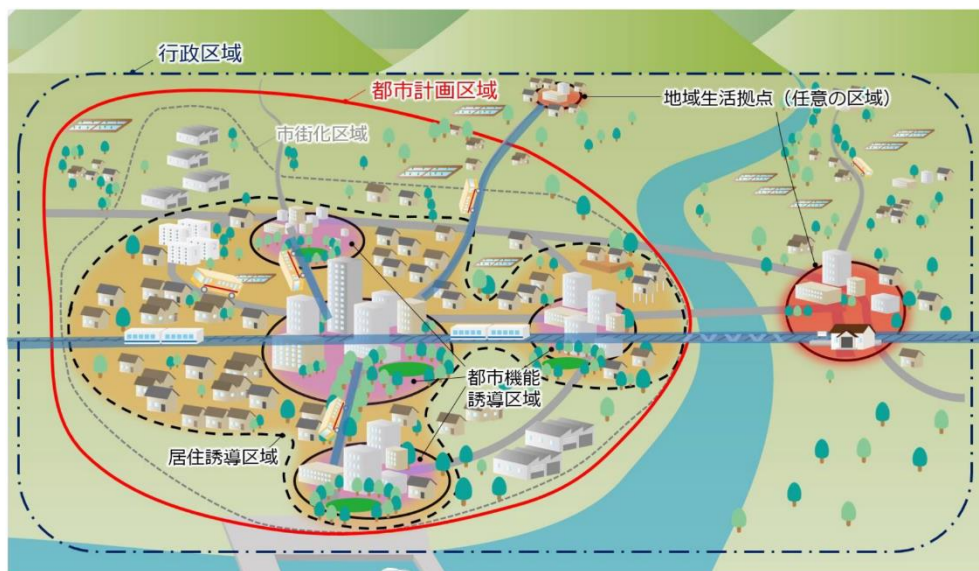 行政区域
都市計画区域
地域生活拠点（任意の区域）
市街化区域
都市機能
誘導区域
居住誘導区域